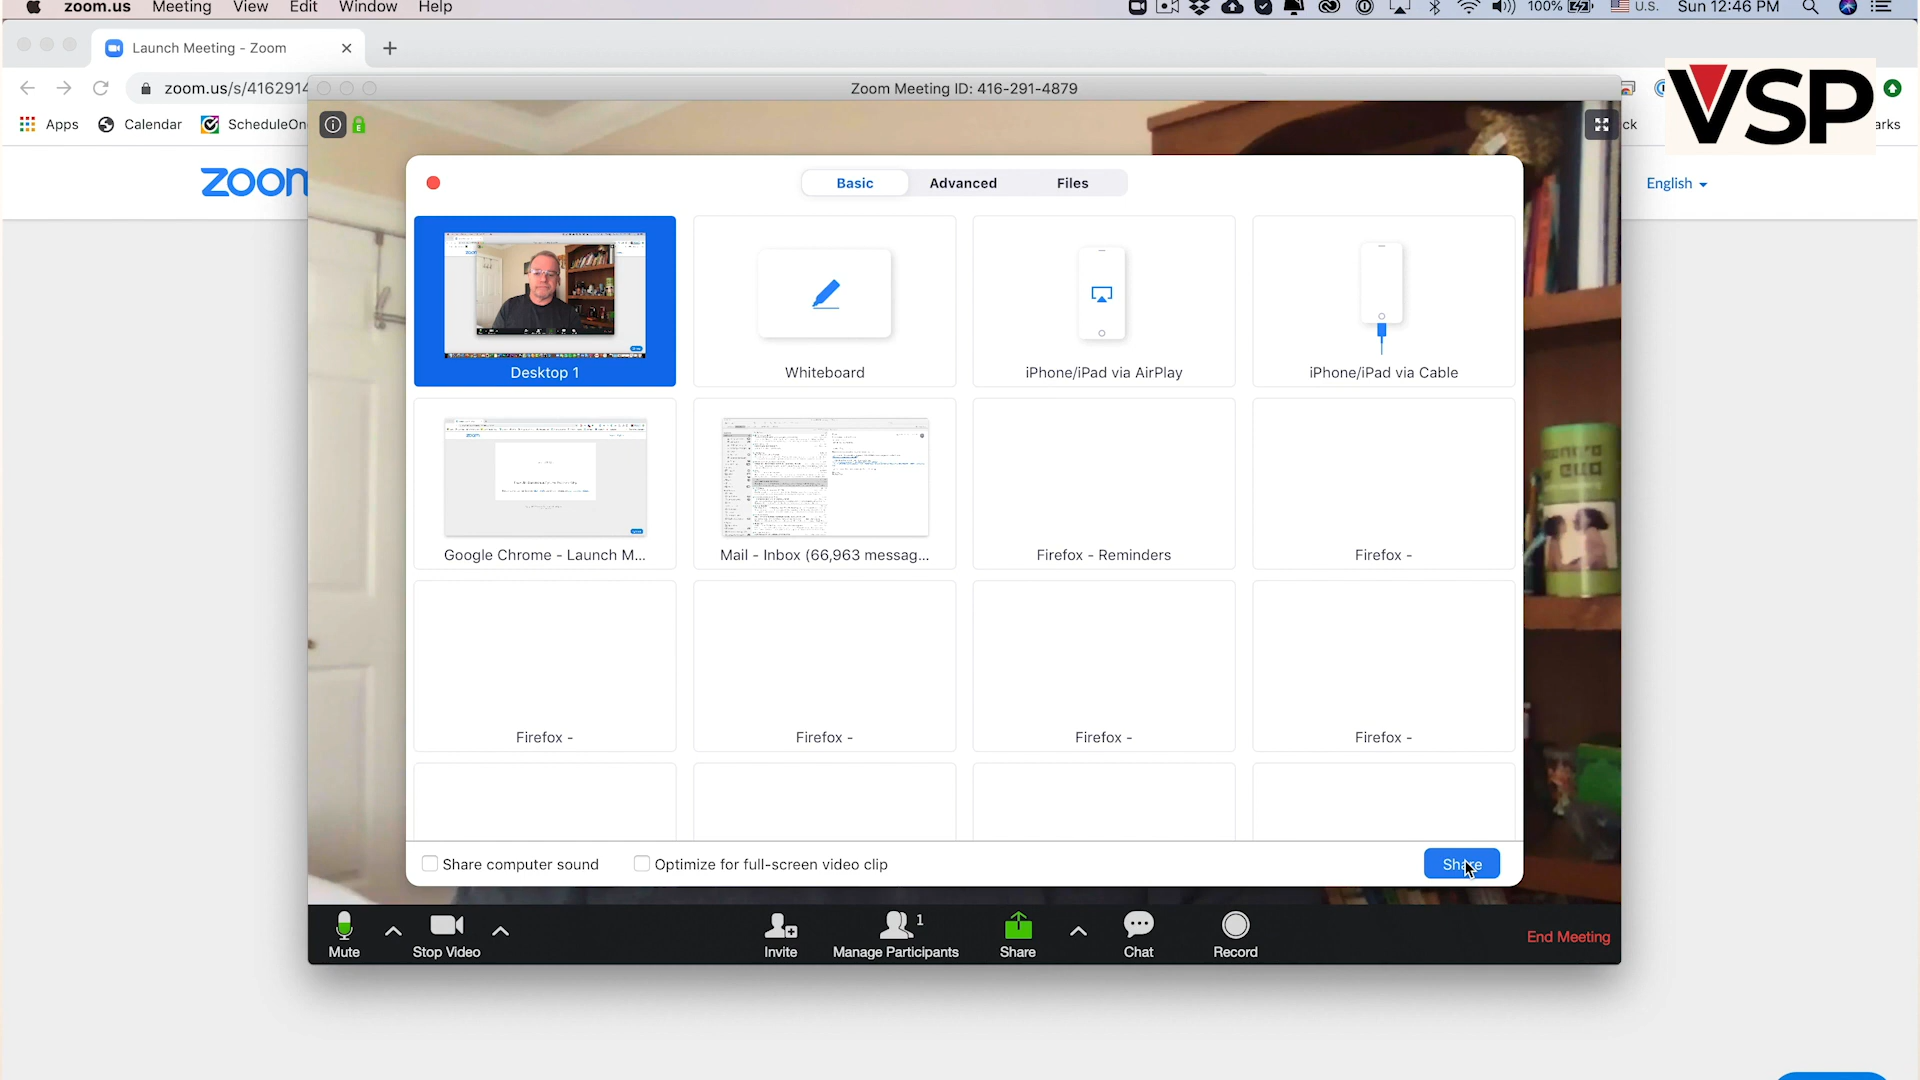 zoom.us Meeting View Edit Window Help
100% U.S. Sun 12:46 PM
Launch Meeting - Zoom
zoom.us/s/4162914
Zoom Meeting ID: 416-291-4879
VSP
Apps Calendar ScheduleOn
ck
arks
zoom
English
Basic Advanced Files
Desktop 1 Whiteboard iPhone/iPad via AirPlay iPhone/iPad via Cable
Google Chrome - Launch M... Mail - Inbox (66,963 messag... Firefox - Reminders Firefox -
Firefox - Firefox - Firefox - Firefox -
Share computer sound Optimize for full-screen video clip Share
1
Mute Stop Video Invite Manage Participants Share Chat Record End Meeting